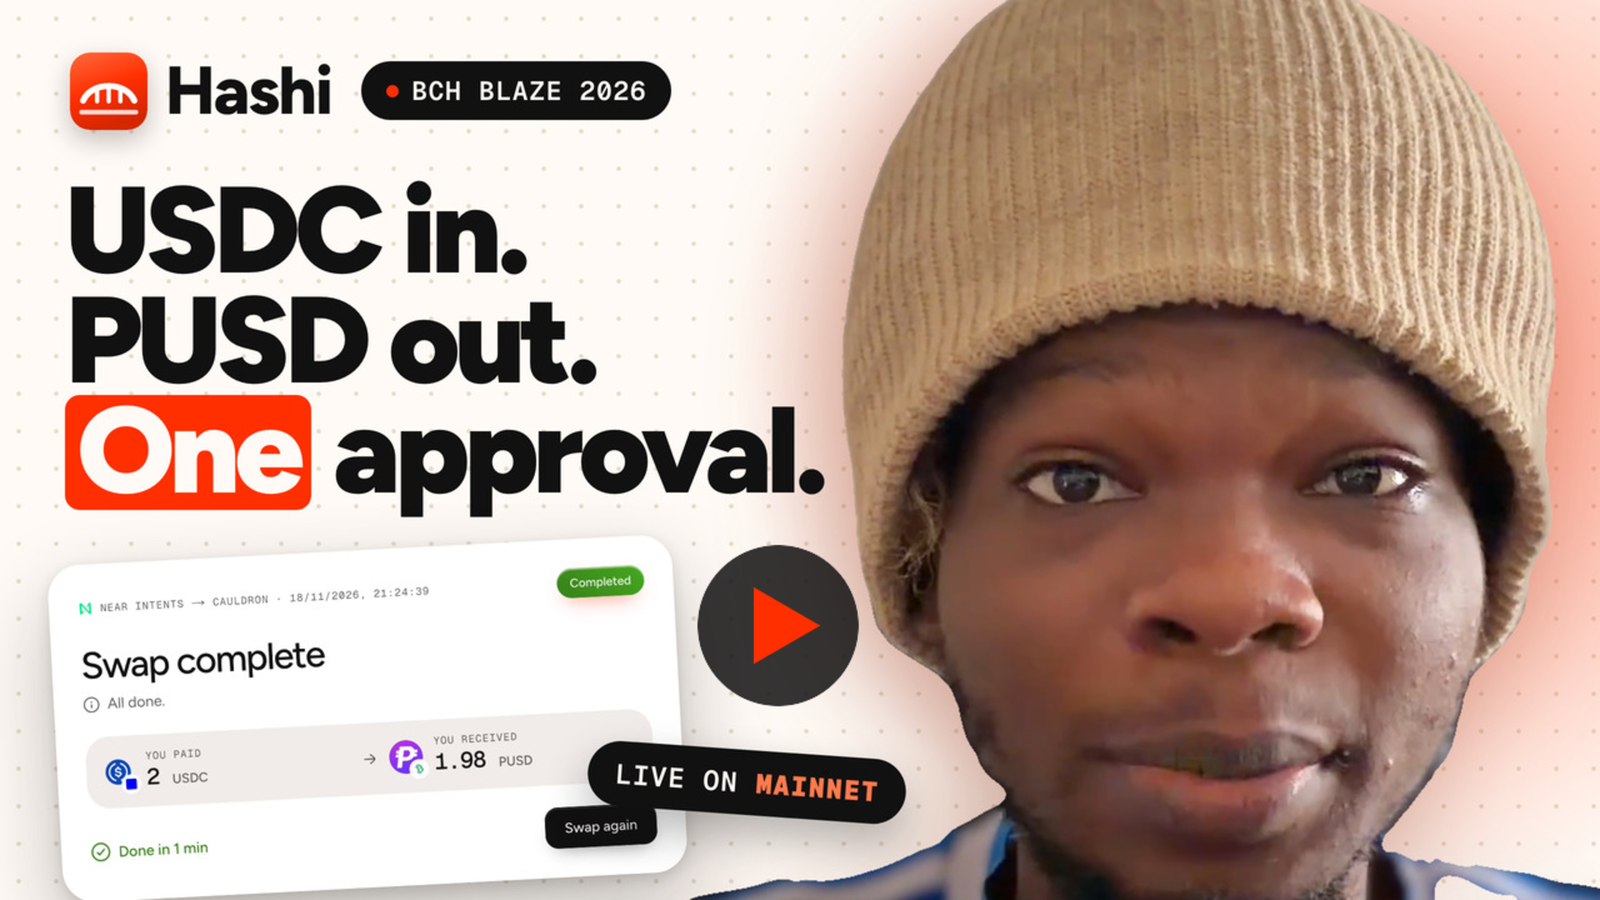 Hashi
BCH BLAZE 2026
USDC in.
PUSD out.
One approval.
NEAR INTENTS → CAULDRON · 18/11/2026, 21:24:39
Completed
Swap complete
All done.
YOU PAID
2 USDC
→
YOU RECEIVED
1.98 PUSD
LIVE ON MAINNET
Swap again
Done in 1 min